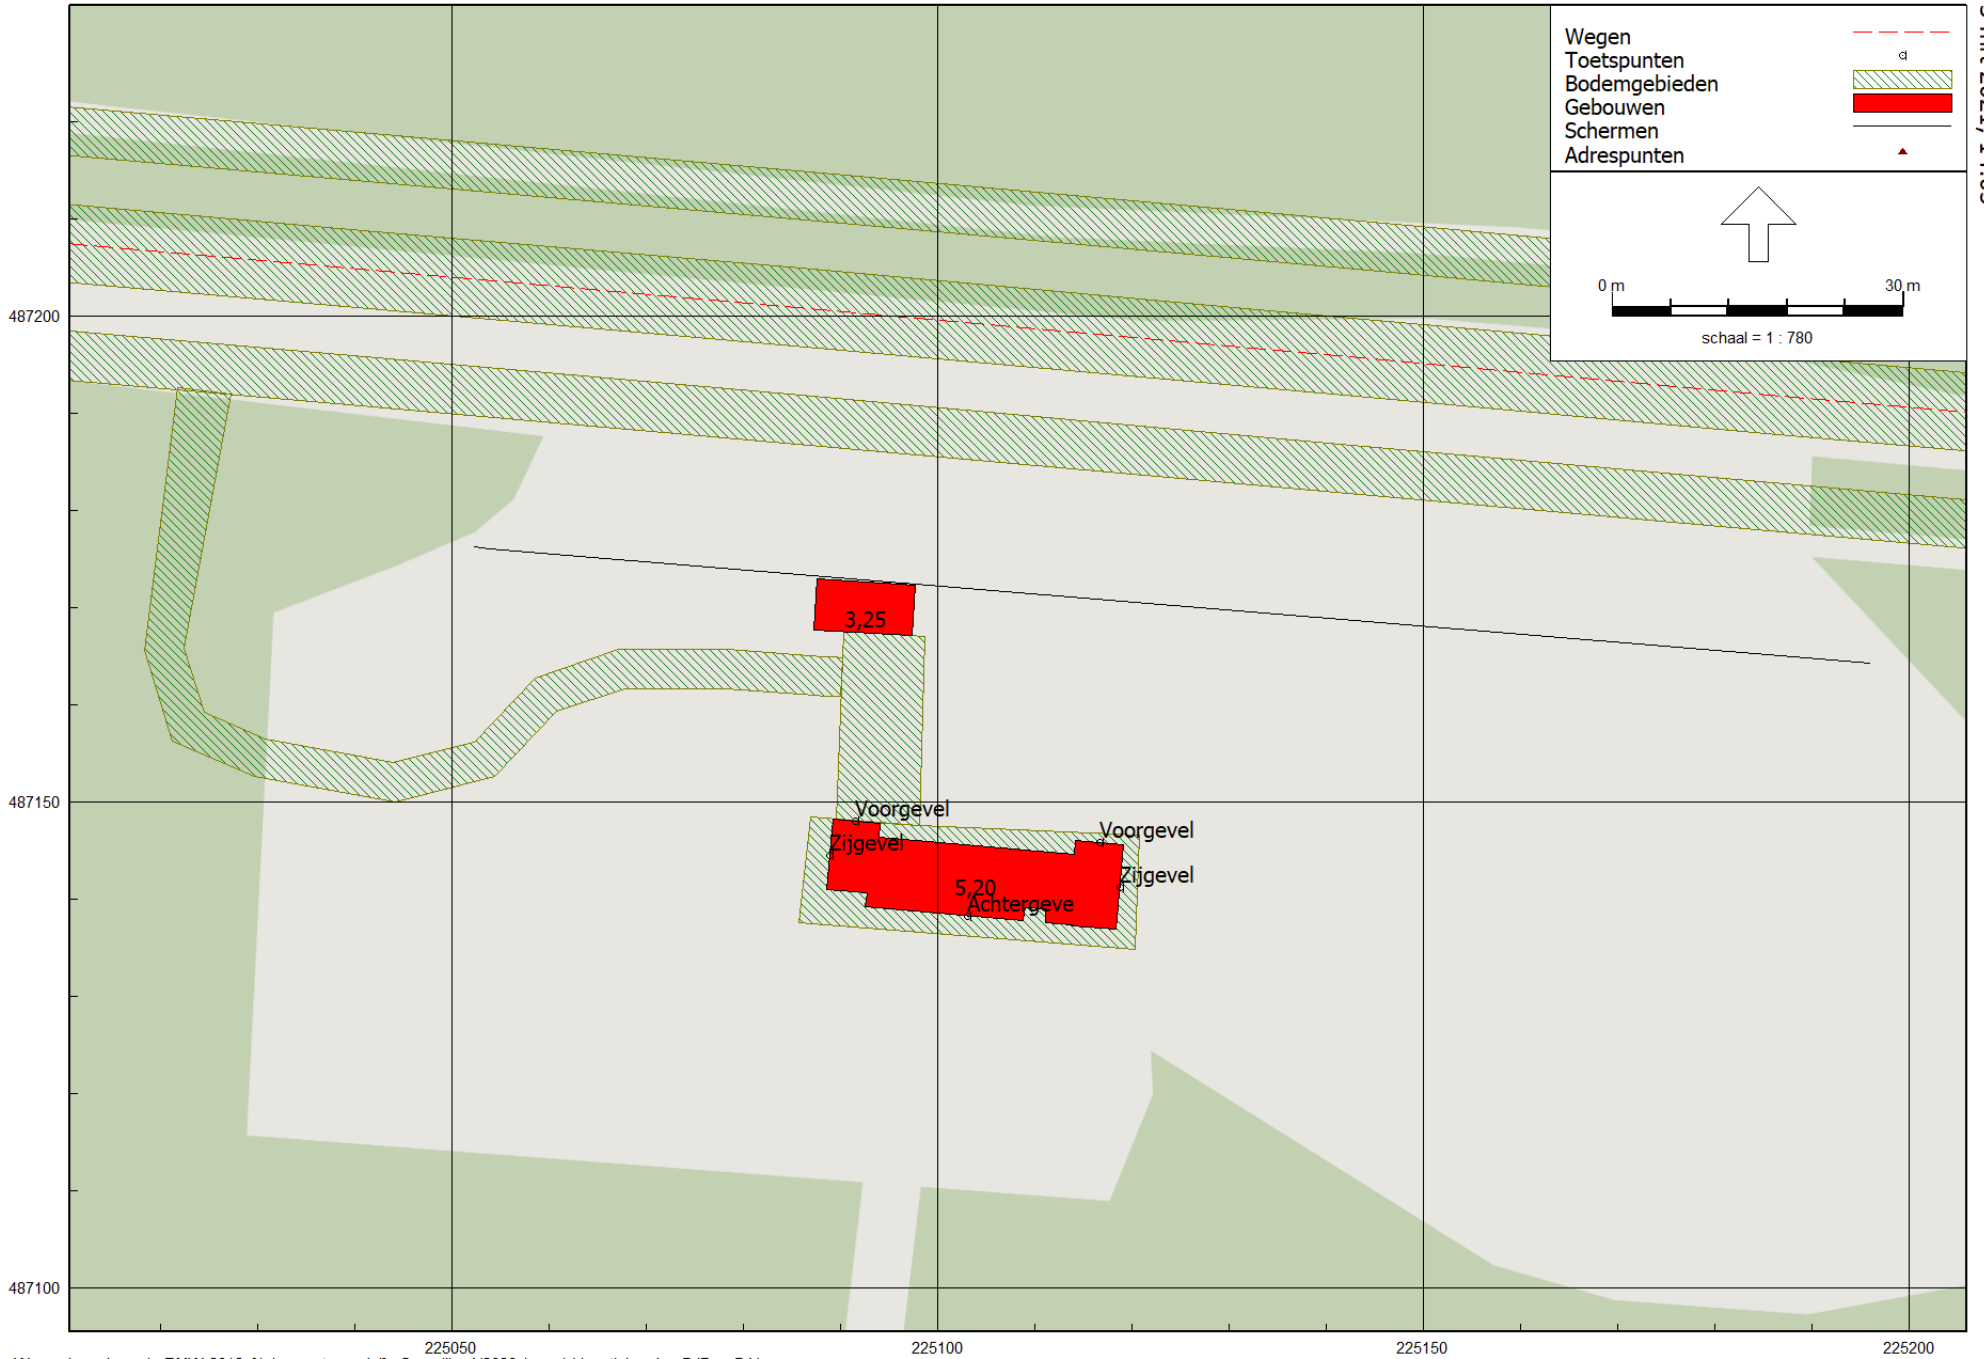 Wegen
Toetspunten
Bodemgebieden
Gebouwen
Schermen
Adrespunten
0 m
30 m
schaal = 1 : 780
487200
3,25
487150
Voorgevel
Voorgevel
Zijgevel
Zijgevel
5,20
Achtergeve
487100
225050
225100
225150
225200